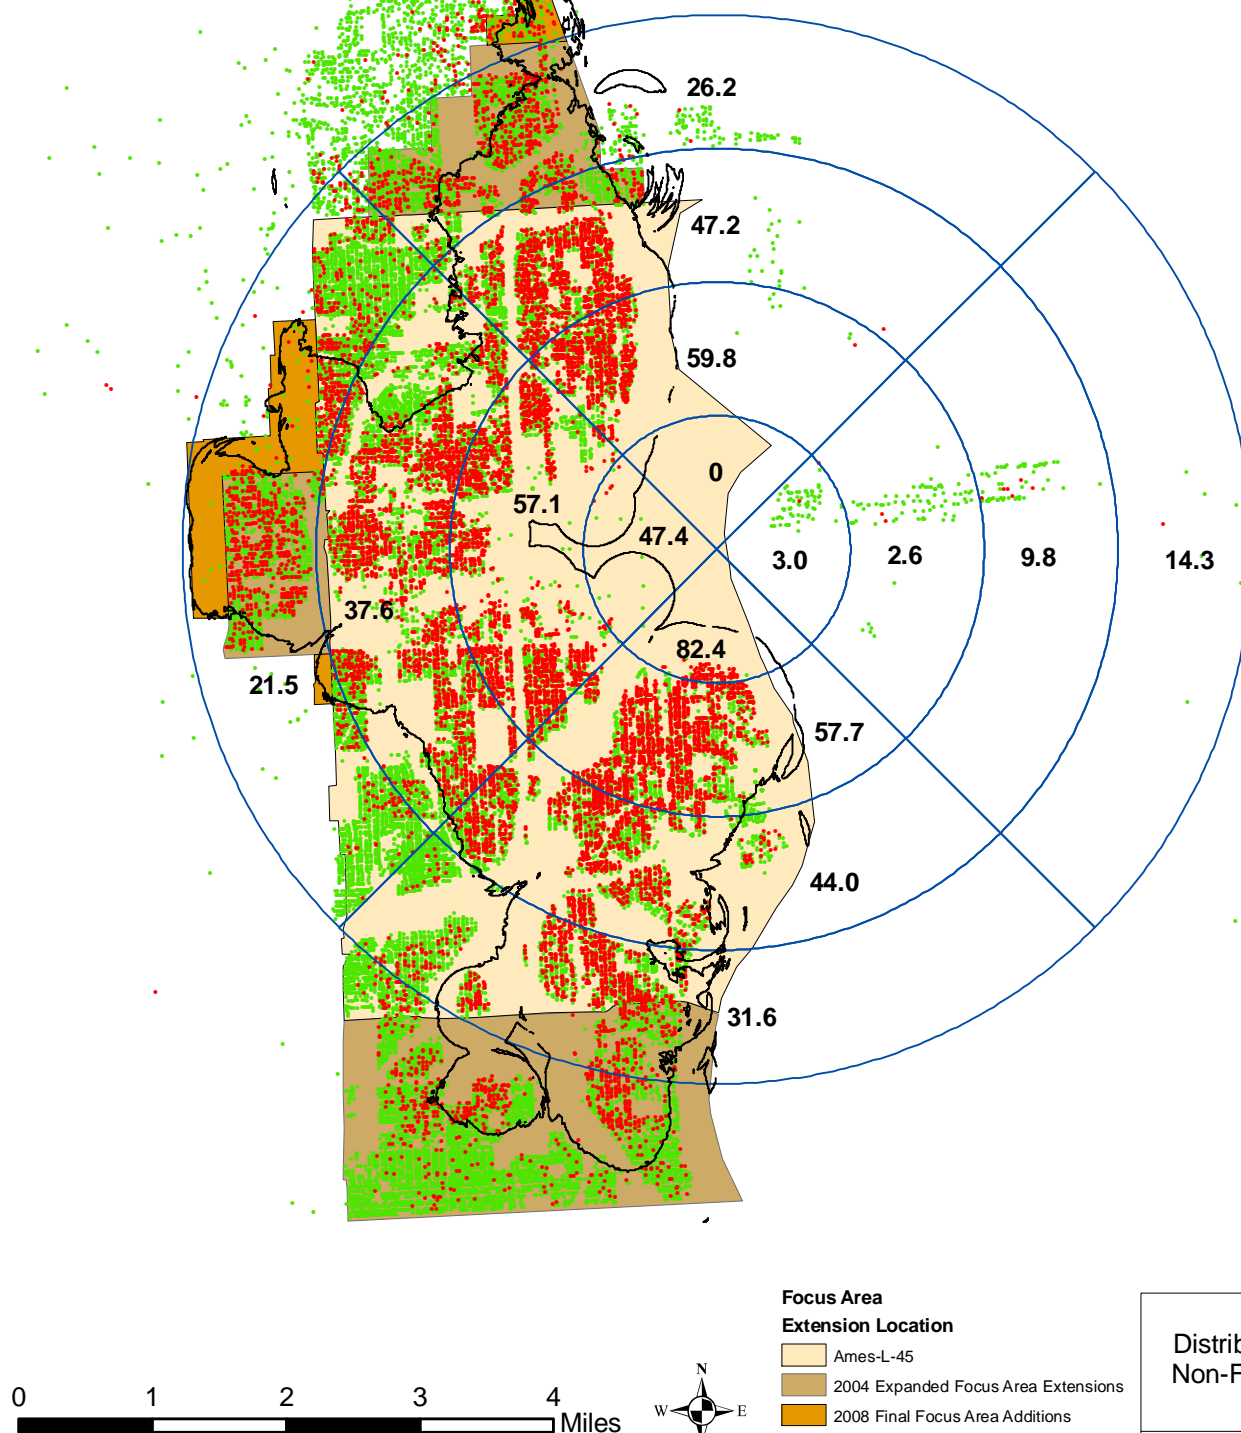 26.2
47.2
59.8
0
57.1
47.4
3.0
2.6
9.8
14.3
37.6
82.4
21.5
57.7
44.0
31.6
Focus Area
Extension Location
Ames-L-45
2004 Expanded Focus Area Extensions
2008 Final Focus Area Additions
0 1 2 3 4
Miles
N
W E